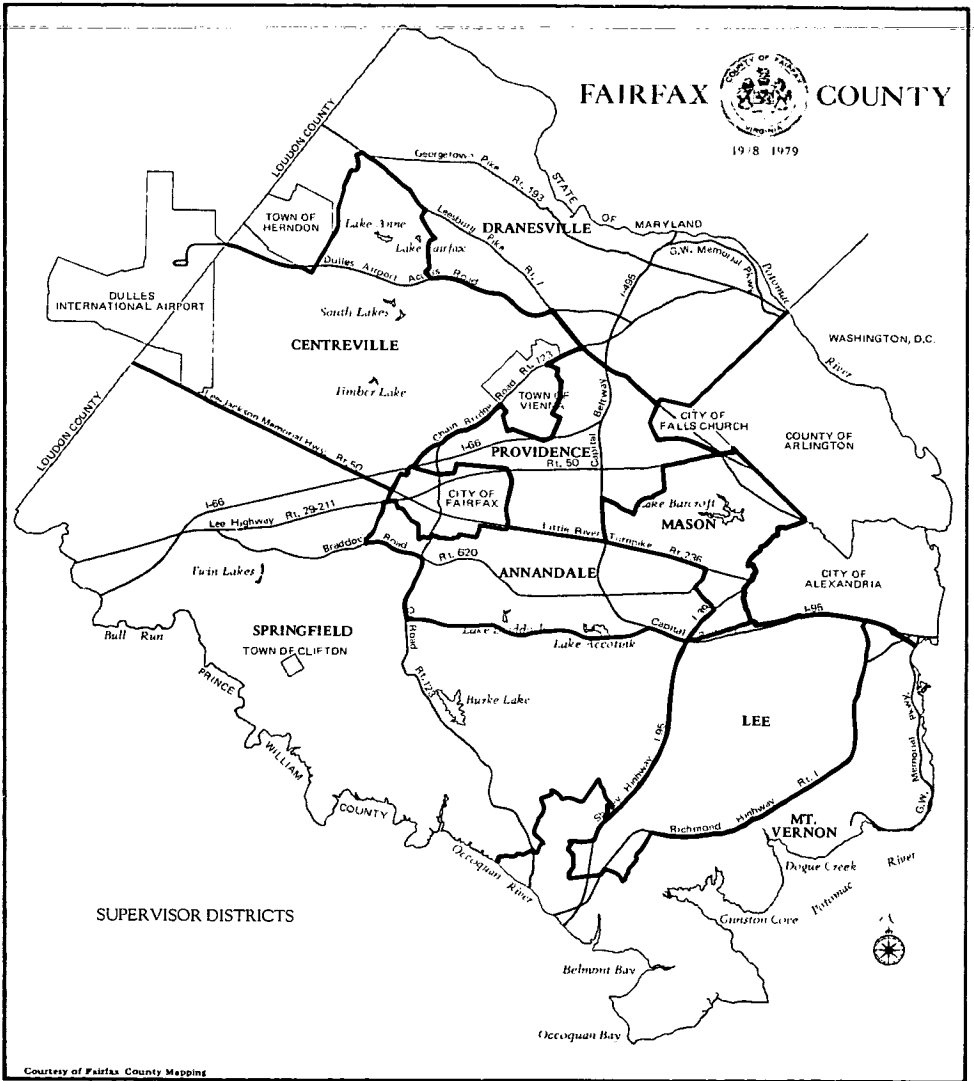 FAIRFAX COUNTY
COUNTY OF FAIRFAX
VIRGINIA
1978 1979
LOUDON COUNTY
Georgetown Pike Rt. 193
STATE OF MARYLAND
TOWN OF HERNDON
Lake Anne
Lake Fairfax
Leesburg Pike
DRANESVILLE
G.W. Memorial Pkwy.
Potomac River
Dulles Airport Access Road
I-495
DULLES INTERNATIONAL AIRPORT
South Lakes
CENTREVILLE
WASHINGTON, D.C.
Timber Lake
Chain Bridge Road Rt. 123
TOWN OF VIENNA
Capital Beltway
CITY OF FALLS CHURCH
COUNTY OF ARLINGTON
LOUDON COUNTY
Lee-Jackson Memorial Hwy. Rt. 50
I-66
PROVIDENCE
Rt. 50
I-66
Lee Highway Rt. 29-211
CITY OF FAIRFAX
Lake Barcroft
MASON
Braddock Road Rt. 620
Little River Turnpike Rt. 236
Twin Lakes
ANNANDALE
CITY OF ALEXANDRIA
I-95
Bull Run
SPRINGFIELD
TOWN OF CLIFTON
Lake Accotink
Capital
Road Rt. 123
PRINCE WILLIAM COUNTY
Burke Lake
LEE
I-95
Highway
Richmond Highway Rt. 1
G.W. Memorial Pkwy.
MT. VERNON
Dogue Creek
Occoquan River
Potomac River
Gunston Cove
SUPERVISOR DISTRICTS
Belmont Bay
Occoquan Bay
Courtesy of Fairfax County Mapping